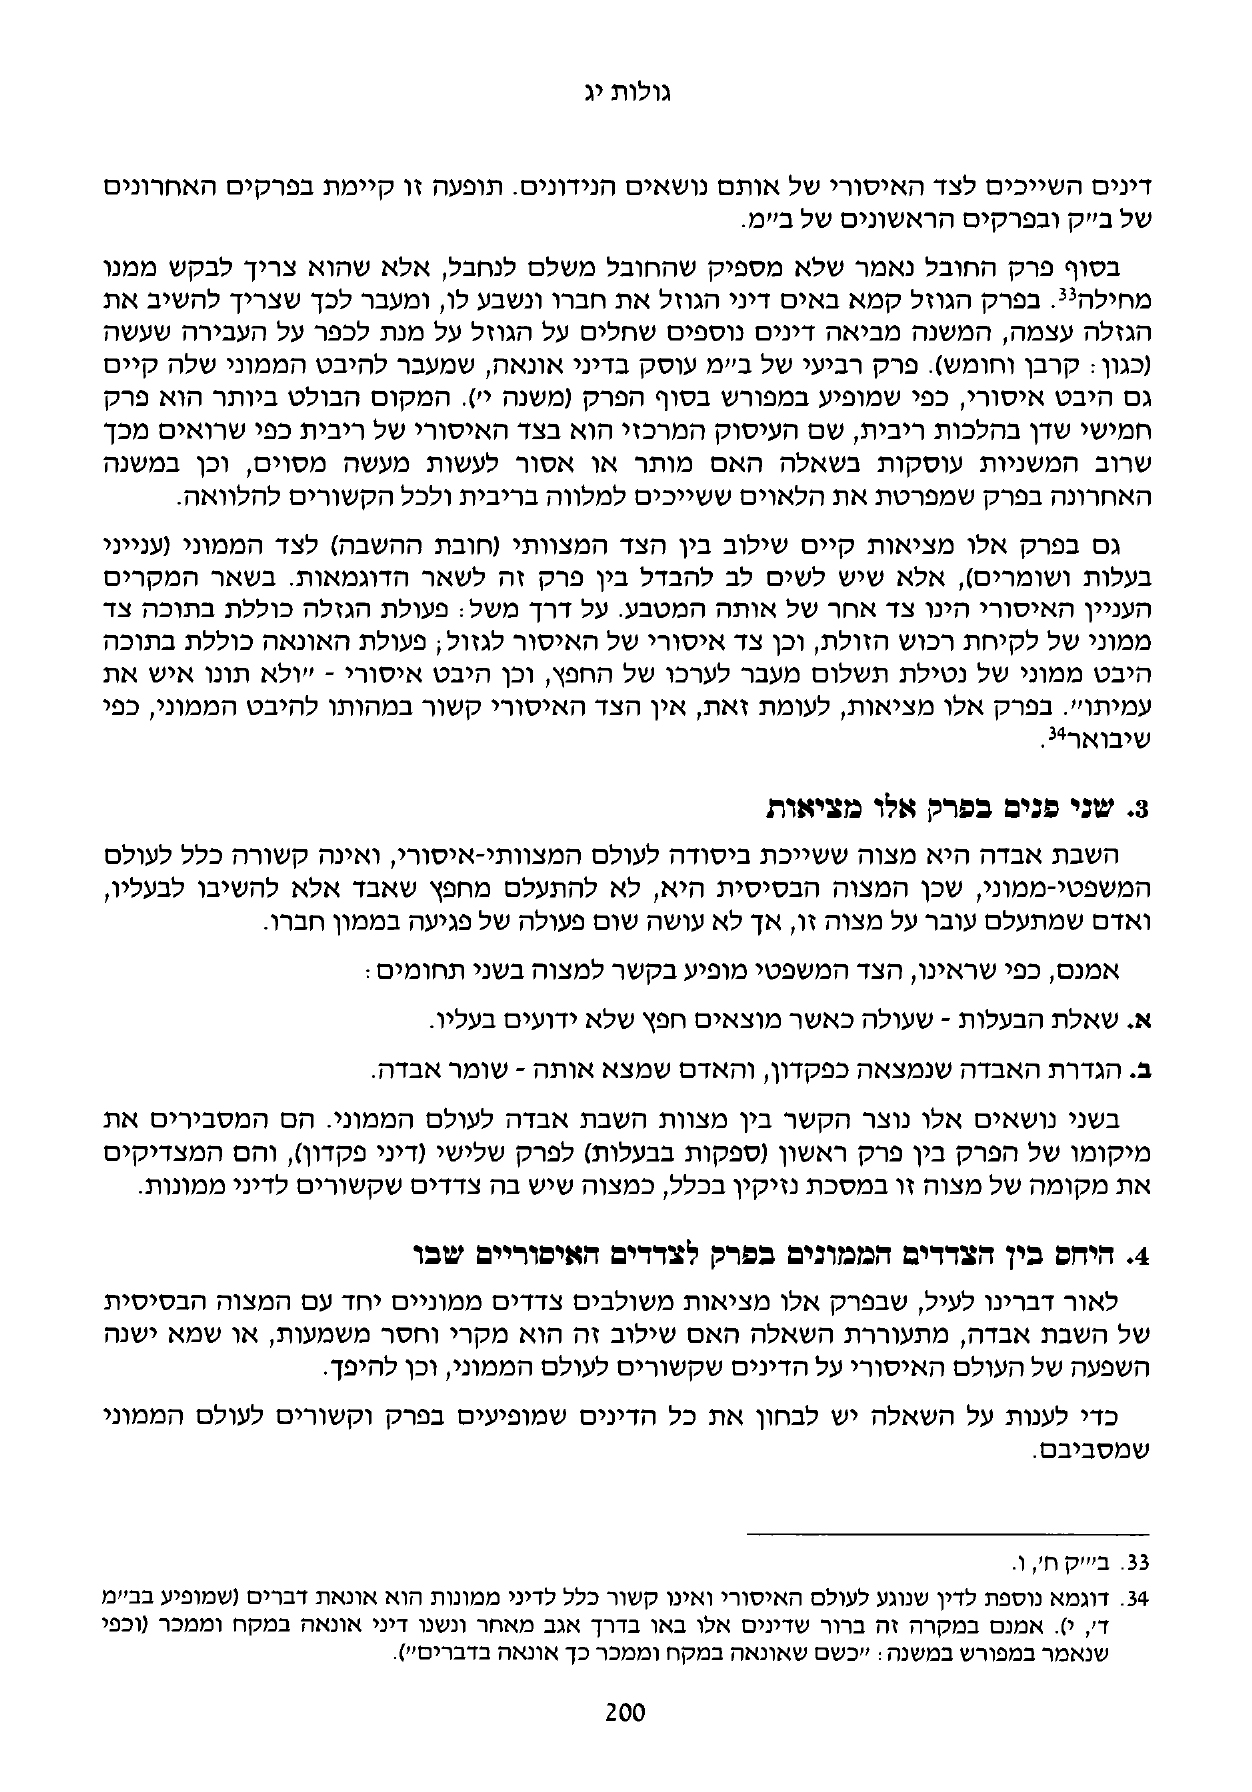 גולות יג
דינים השייכים לצד האיסורי של אותם נושאים הנידונים. תופעה זו קיימת בפרקים האחרונים
של ב״ק ובפרקים הראשונים של ב״מ.
בסוף פרק החובל נאמר שלא מספיק שהחובל משלם לנחבל, אלא שהוא צריך לבקש ממנו
מחילה33. בפרק הגוזל קמא באים דיני הגוזל את חברו ונשבע לו, ומעבר לכך שצריך להשיב את
הגזלה עצמה, המשנה מביאה דינים נוספים שחלים על הגוזל על מנת לכפר על העבירה שעשה
(כגון: קרבן וחומש). פרק רביעי של ב״מ עוסק בדיני אונאה, שמעבר להיבט הממוני שלה קיים
גם היבט איסורי, כפי שמופיע במפורש בסוף הפרק (משנה י׳). המקום הבולט ביותר הוא פרק
חמישי שדן בהלכות ריבית, שם העיסוק המרכזי הוא בצד האיסורי של ריבית כפי שרואים מכך
שרוב המשניות עוסקות בשאלה האם מותר או אסור לעשות מעשה מסוים, וכן במשנה
האחרונה בפרק שמפרטת את הלאוים ששייכים למלווה בריבית ולכל הקשורים להלוואה.
גם בפרק אלו מציאות קיים שילוב בין הצד המצוותי (חובת ההשבה) לצד הממוני (ענייני
בעלות ושומרים), אלא שיש לשים לב להבדל בין פרק זה לשאר הדוגמאות. בשאר המקרים
העניין האיסורי הינו צד אחר של אותה המטבע. על דרך משל: פעולת הגזלה כוללת בתוכה צד
ממוני של לקיחת רכוש הזולת, וכן צד איסורי של האיסור לגזול; פעולת האונאה כוללת בתוכה
היבט ממוני של נטילת תשלום מעבר לערכו של החפץ, וכן היבט איסורי - ״ולא תונו איש את
עמיתו״. בפרק אלו מציאות, לעומת זאת, אין הצד האיסורי קשור במהותו להיבט הממוני, כפי
שיבואר34.
3. שני פנים בפרק אלו מציאות
השבת אבדה היא מצוה ששייכת ביסודה לעולם המצוותי-איסורי, ואינה קשורה כלל לעולם
המשפטי-ממוני, שכן המצוה הבסיסית היא, לא להתעלם מחפץ שאבד אלא להשיבו לבעליו,
ואדם שמתעלם עובר על מצוה זו, אך לא עושה שום פעולה של פגיעה בממון חברו.
אמנם, כפי שראינו, הצד המשפטי מופיע בקשר למצוה בשני תחומים:
א. שאלת הבעלות - שעולה כאשר מוצאים חפץ שלא ידועים בעליו.
ב. הגדרת האבדה שנמצאה כפקדון, והאדם שמצא אותה - שומר אבדה.
בשני נושאים אלו נוצר הקשר בין מצוות השבת אבדה לעולם הממוני. הם המסבירים את
מיקומו של הפרק בין פרק ראשון (ספקות בבעלות) לפרק שלישי (דיני פקדון), והם המצדיקים
את מקומה של מצוה זו במסכת נזיקין בכלל, כמצוה שיש בה צדדים שקשורים לדיני ממונות.
4. היחס בין הצדדים הממונים בפרק לצדדים האיסוריים שבו
לאור דברינו לעיל, שבפרק אלו מציאות משולבים צדדים ממוניים יחד עם המצוה הבסיסית
של השבת אבדה, מתעוררת השאלה האם שילוב זה הוא מקרי וחסר משמעות, או שמא ישנה
השפעה של העולם האיסורי על הדינים שקשורים לעולם הממוני, וכן להיפך.
כדי לענות על השאלה יש לבחון את כל הדינים שמופיעים בפרק וקשורים לעולם הממוני
שמסביבם.
33. ב״׳ק ח׳, ו.
34. דוגמא נוספת לדין שנוגע לעולם האיסורי ואינו קשור כלל לדיני ממונות הוא אונאת דברים (שמופיע בב״מ
ד׳, י). אמנם במקרה זה ברור שדינים אלו באו בדרך אגב מאחר ונשנו דיני אונאה במקח וממכר (וכפי
שנאמר במפורש במשנה: ״כשם שאונאה במקח וממכר כך אונאה בדברים״).
200